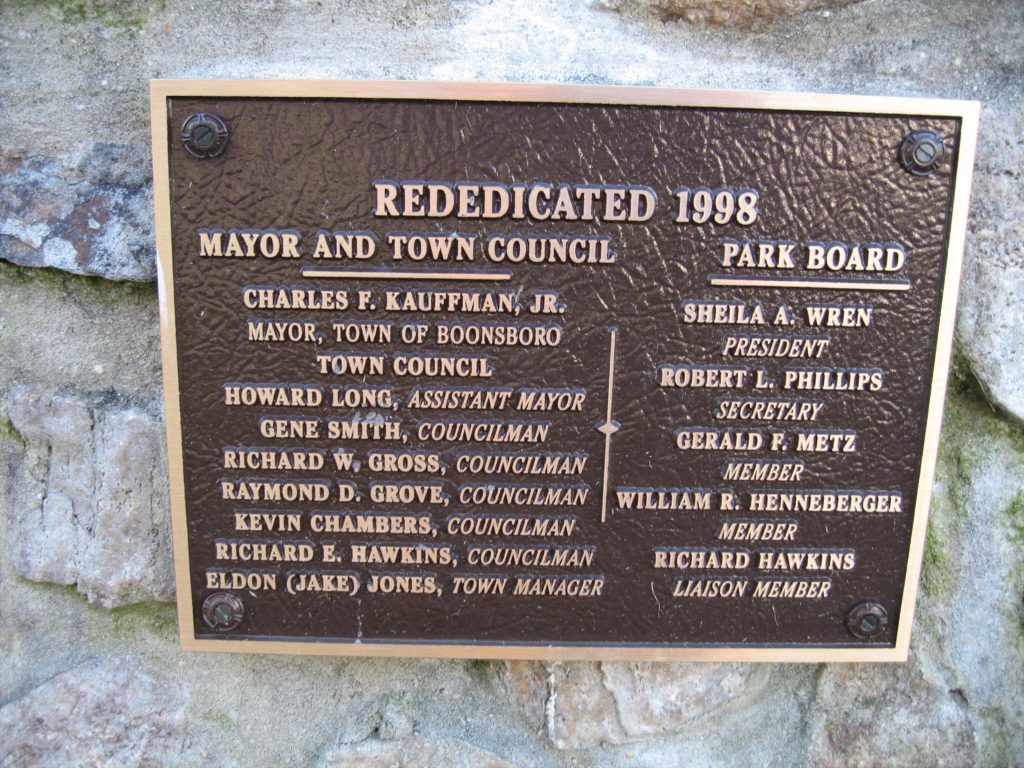 REDEDICATED 1998
MAYOR AND TOWN COUNCIL
CHARLES F. KAUFFMAN, JR.
MAYOR, TOWN OF BOONSBORO
TOWN COUNCIL
HOWARD LONG, ASSISTANT MAYOR
GENE SMITH, COUNCILMAN
RICHARD W. GROSS, COUNCILMAN
RAYMOND D. GROVE, COUNCILMAN
KEVIN CHAMBERS, COUNCILMAN
RICHARD E. HAWKINS, COUNCILMAN
ELDON (JAKE) JONES, TOWN MANAGER
PARK BOARD
SHEILA A. WREN
PRESIDENT
ROBERT L. PHILLIPS
SECRETARY
GERALD F. METZ
MEMBER
WILLIAM R. HENNEBERGER
MEMBER
RICHARD HAWKINS
LIAISON MEMBER